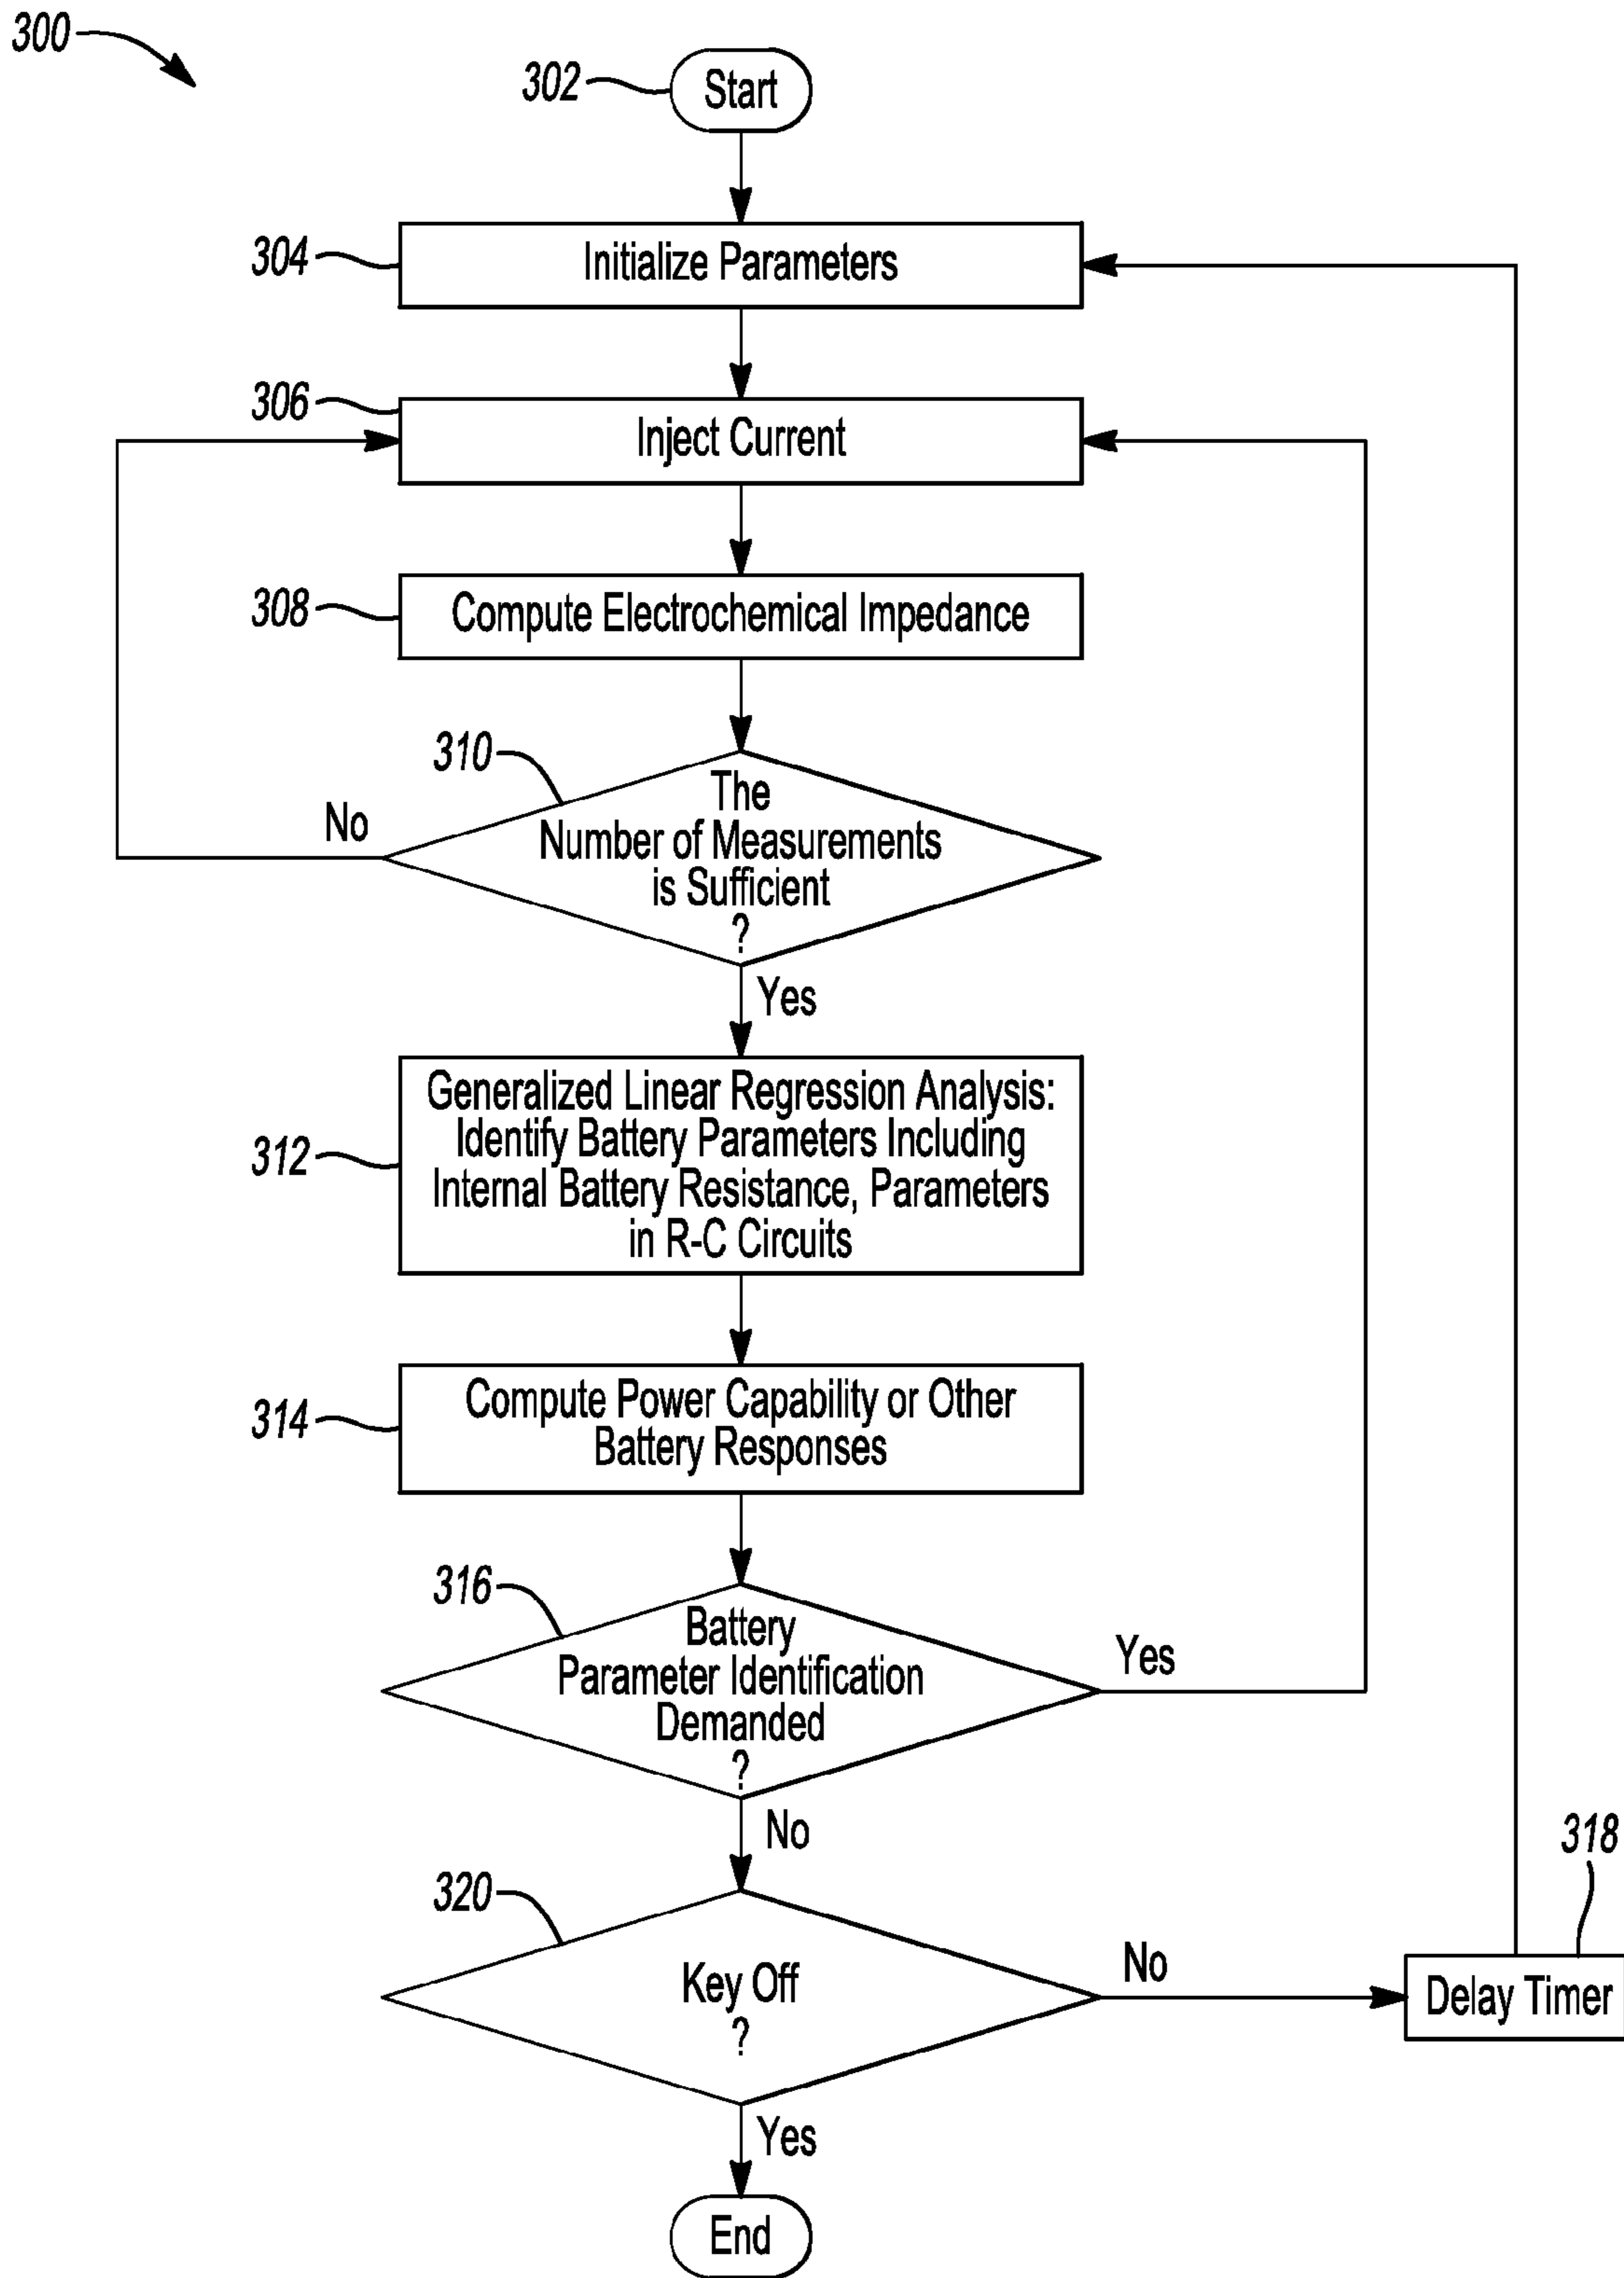 300
302
Start
304
Initialize Parameters
306
Inject Current
308
Compute Electrochemical Impedance
310
The
Number of Measurements
is Sufficient
?
No
Yes
312
Generalized Linear Regression Analysis:
Identify Battery Parameters Including
Internal Battery Resistance, Parameters
in R-C Circuits
314
Compute Power Capability or Other
Battery Responses
316
Battery
Parameter Identification
Demanded
?
Yes
No
318
Delay Timer
320
Key Off
?
No
Yes
End